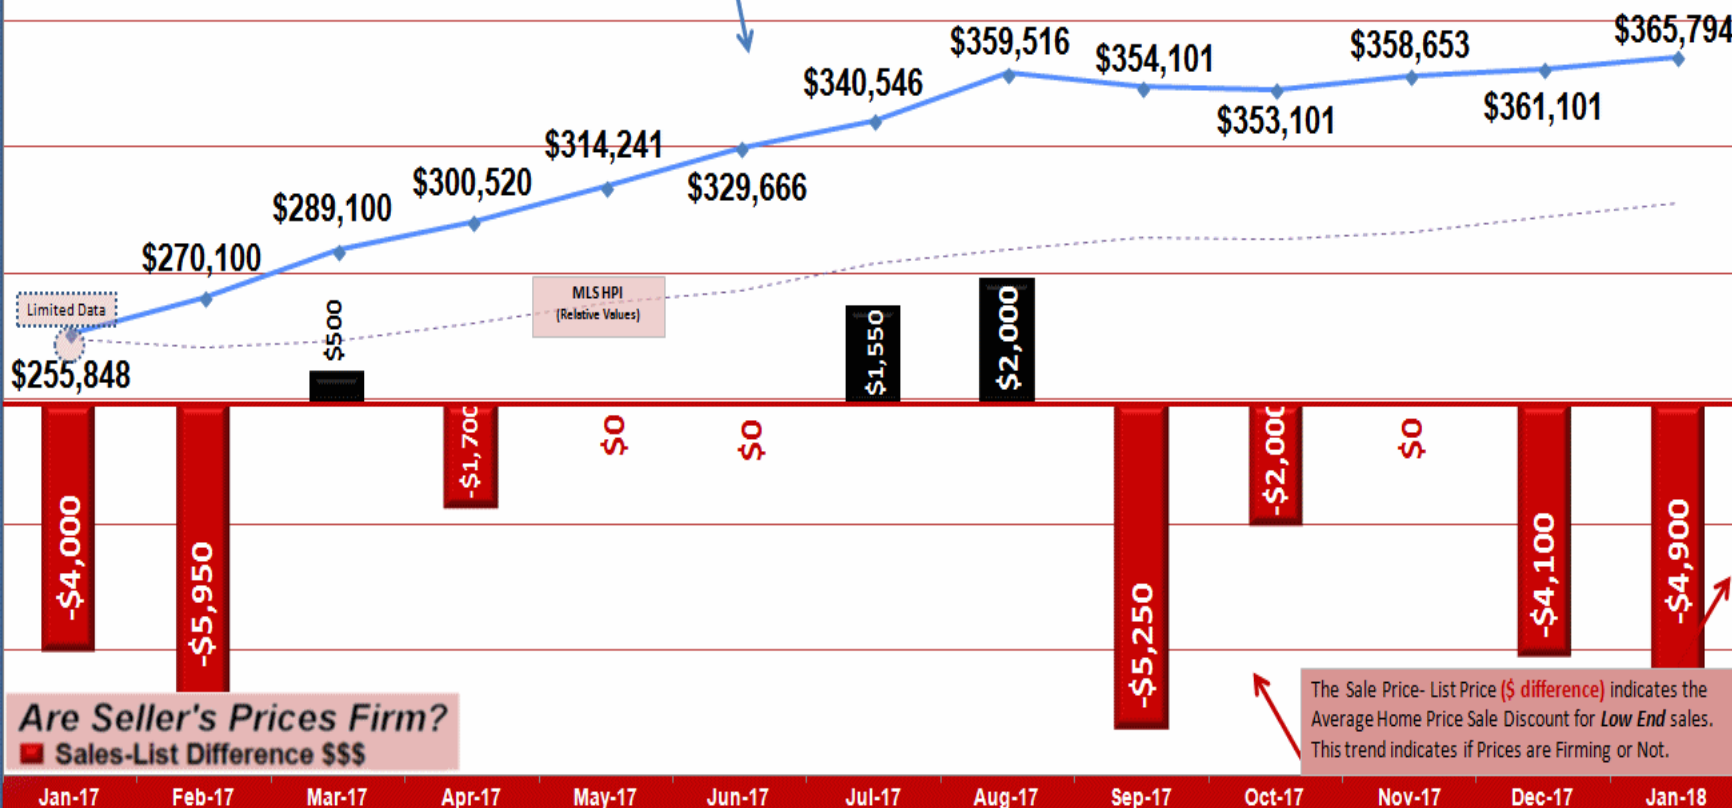 $365,794
$359,516
$358,653
$354,101
$340,546
$361,101
$353,101
$314,241
$300,520
$329,666
$289,100
$270,100
Limited Data
MLS HPI
(Relative Values)
$255,848
$500
$1,550
$2,000
-$4,000
-$5,950
-$1,700
$0
$0
-$5,250
-$2,000
$0
-$4,100
-$4,900
Are Seller's Prices Firm?
Sales-List Difference $$$
The Sale Price- List Price ($ difference) indicates the
Average Home Price Sale Discount for Low End sales.
This trend indicates if Prices are Firming or Not.
Jan-17 Feb-17 Mar-17 Apr-17 May-17 Jun-17 Jul-17 Aug-17 Sep-17 Oct-17 Nov-17 Dec-17 Jan-18